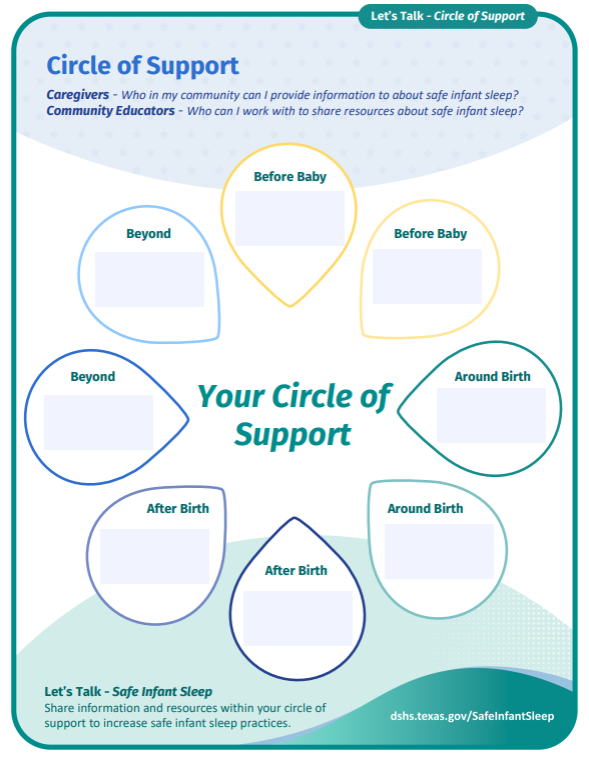 Let's Talk - Circle of Support
Circle of Support
Caregivers - Who in my community can I provide information to about safe infant sleep?
Community Educators - Who can I work with to share resources about safe infant sleep?
Before Baby
Beyond
Before Baby
Beyond
Around Birth
Your Circle of
Support
After Birth
Around Birth
After Birth
Let's Talk - Safe Infant Sleep
Share information and resources within your circle of
support to increase safe infant sleep practices.
dshs.texas.gov/SafeInfantSleep